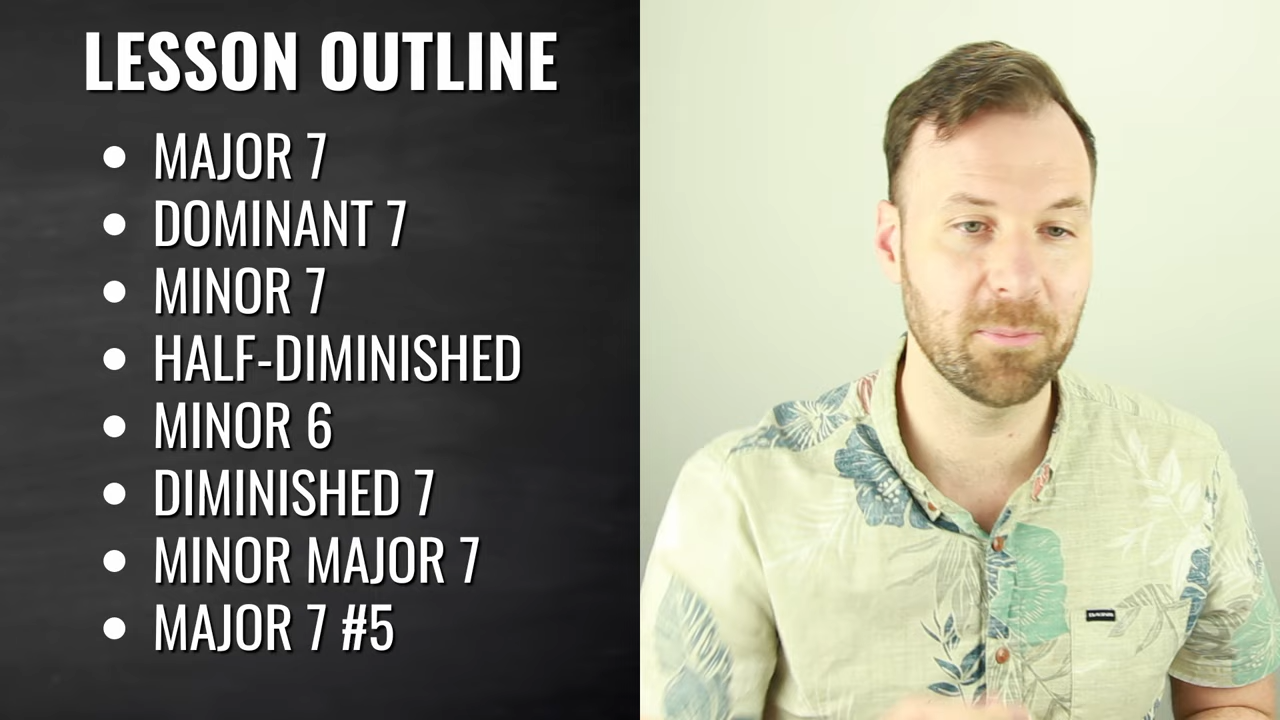 LESSON OUTLINE
MAJOR 7
DOMINANT 7
MINOR 7
HALF-DIMINISHED
MINOR 6
DIMINISHED 7
MINOR MAJOR 7
MAJOR 7 #5